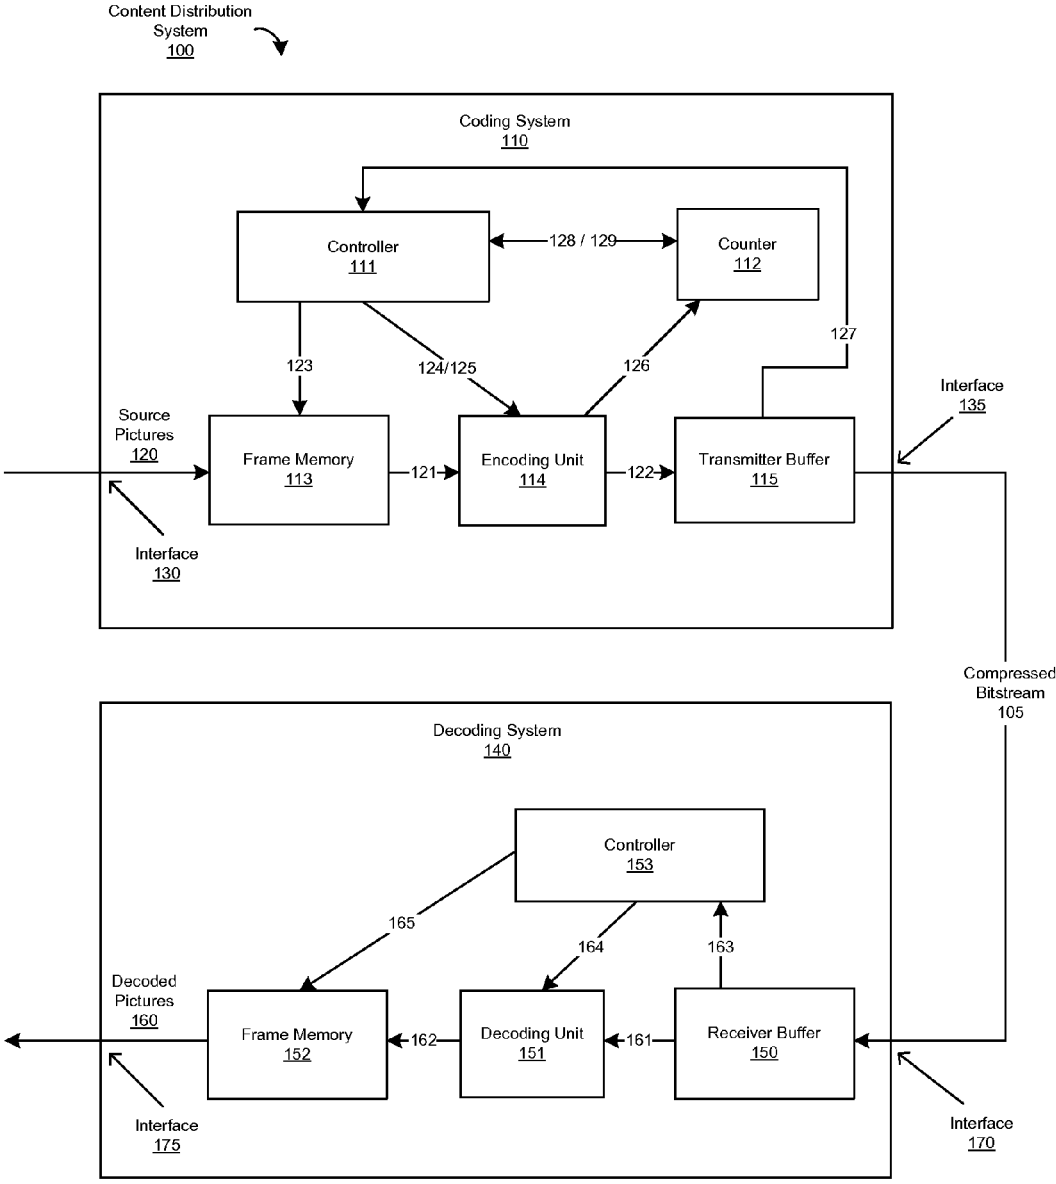 Content Distribution
System
100
Coding System
110
Controller
111
128 / 129
Counter
112
127
123
124/125
126
Interface
135
Source
Pictures
120
Frame Memory
113
121
Encoding Unit
114
122
Transmitter Buffer
115
Interface
130
Compressed
Bitstream
105
Decoding System
140
Controller
153
165
164
163
Decoded
Pictures
160
Frame Memory
152
162
Decoding Unit
151
161
Receiver Buffer
150
Interface
175
Interface
170